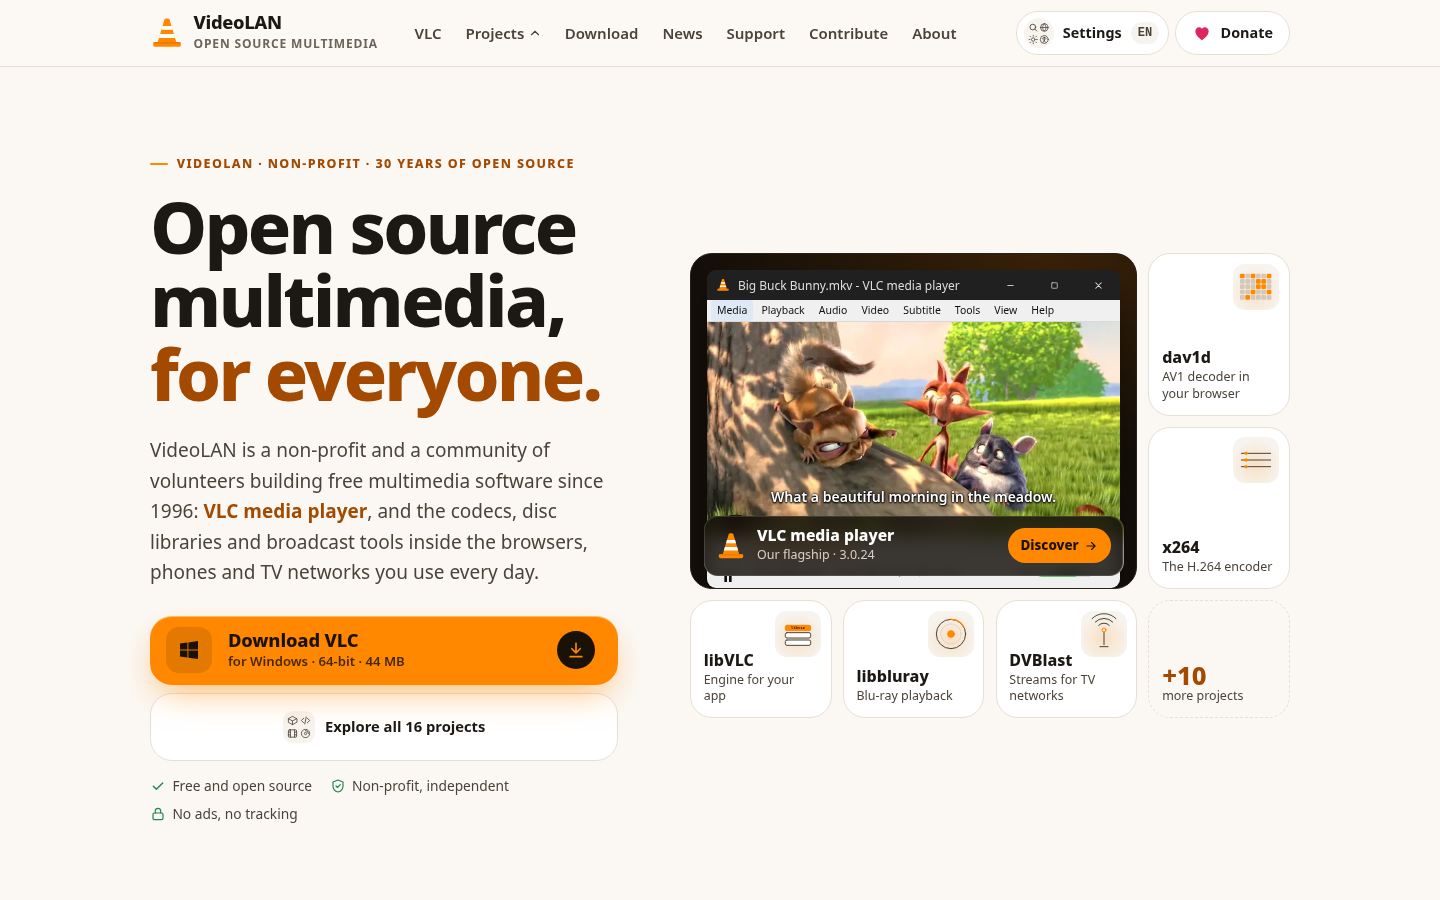 VideoLAN
OPEN SOURCE MULTIMEDIA
VLC Projects Download News Support Contribute About
Settings EN
Donate
VIDEOLAN · NON-PROFIT · 30 YEARS OF OPEN SOURCE
Open source
multimedia,
for everyone.
VideoLAN is a non-profit and a community of
volunteers building free multimedia software since
1996: VLC media player, and the codecs, disc
libraries and broadcast tools inside the browsers,
phones and TV networks you use every day.
Download VLC
for Windows · 64-bit · 44 MB
Explore all 16 projects
Free and open source
Non-profit, independent
No ads, no tracking
Big Buck Bunny.mkv - VLC media player
Media Playback Audio Video Subtitle Tools View Help
What a beautiful morning in the meadow.
VLC media player
Our flagship · 3.0.24
Discover →
dav1d
AV1 decoder in
your browser
x264
The H.264 encoder
libVLC
Engine for your
app
libbluray
Blu-ray playback
DVBlast
Streams for TV
networks
+10
more projects